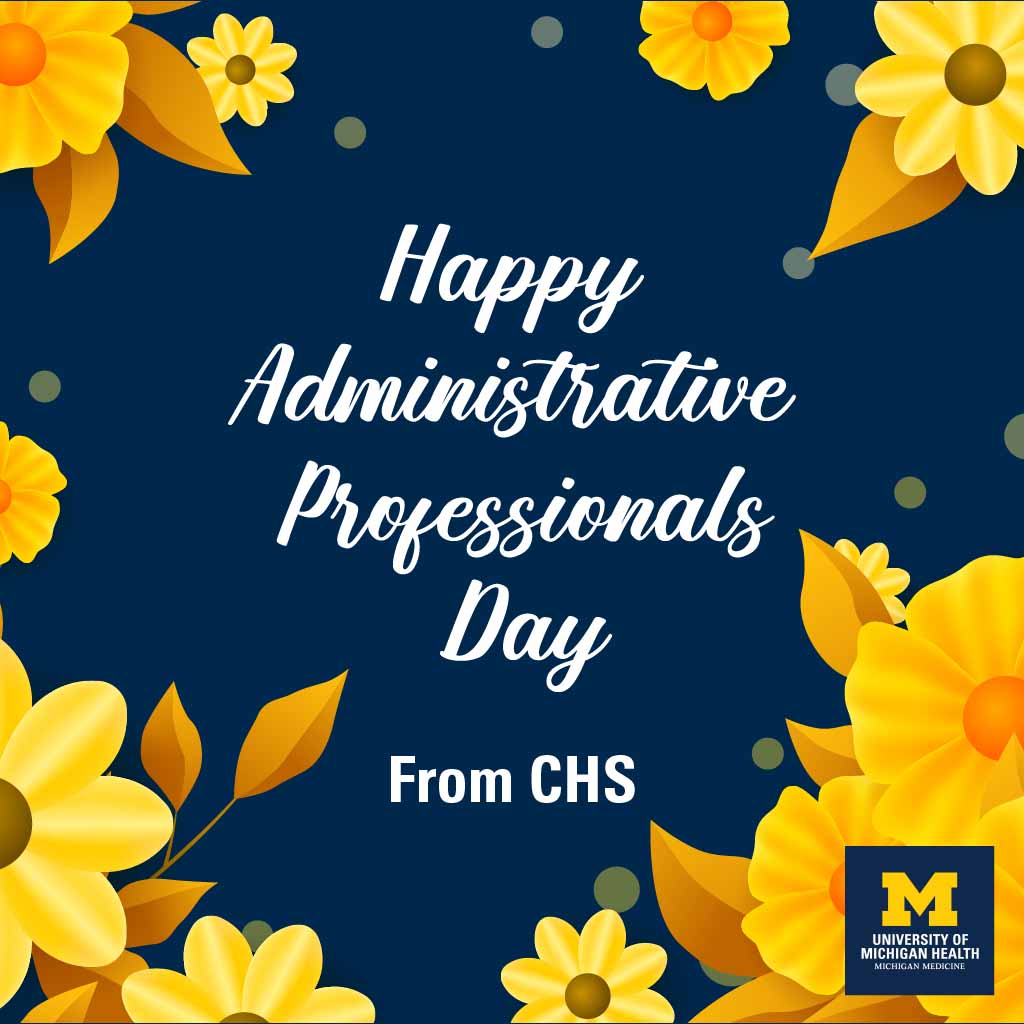 Happy
Administrative
Professionals
Day
From CHS
M
UNIVERSITY OF
MICHIGAN HEALTH
MICHIGAN MEDICINE